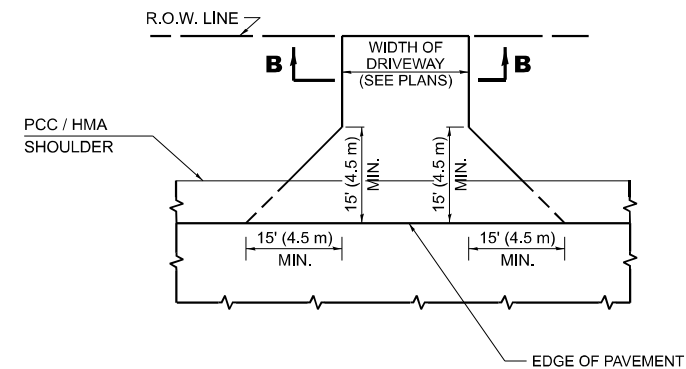 R.O.W. LINE
WIDTH OF
DRIVEWAY
(SEE PLANS)
B
B
PCC / HMA
SHOULDER
15' (4.5 m)
MIN.
15' (4.5 m)
MIN.
15' (4.5 m)
MIN.
15' (4.5 m)
MIN.
EDGE OF PAVEMENT